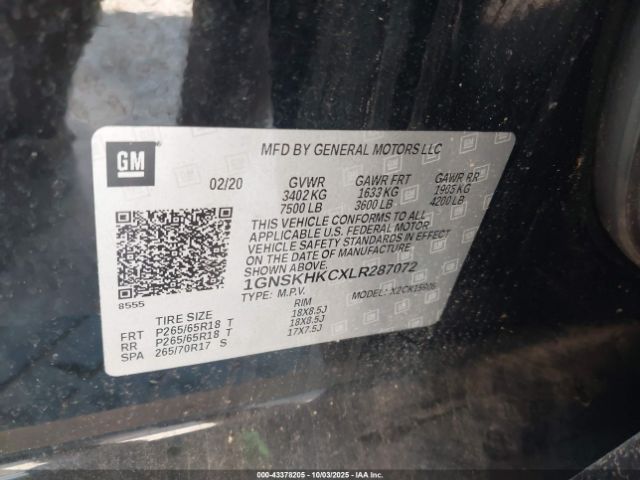 GM
MFD BY GENERAL MOTORS LLC
02/20 GVWR GAWR FRT GAWR RR
3402 KG 1633 KG 1905 KG
7500 LB 3600 LB 4200 LB
THIS VEHICLE CONFORMS TO ALL
APPLICABLE U.S. FEDERAL MOTOR
VEHICLE SAFETY STANDARDS IN EFFECT
ON THE DATE OF MANUFACTURE
SHOWN ABOVE.
1GNSKHKCXLR287072
TYPE: M.P.V. MODEL:
8555
TIRE SIZE RIM
FRT P265/65R18 T 18X8.5J
RR P265/65R18 T 18X8.5J
SPA 265/70R17 S 17X7.5J
000-43378205 - 10/03/2025 - IAAI.COM